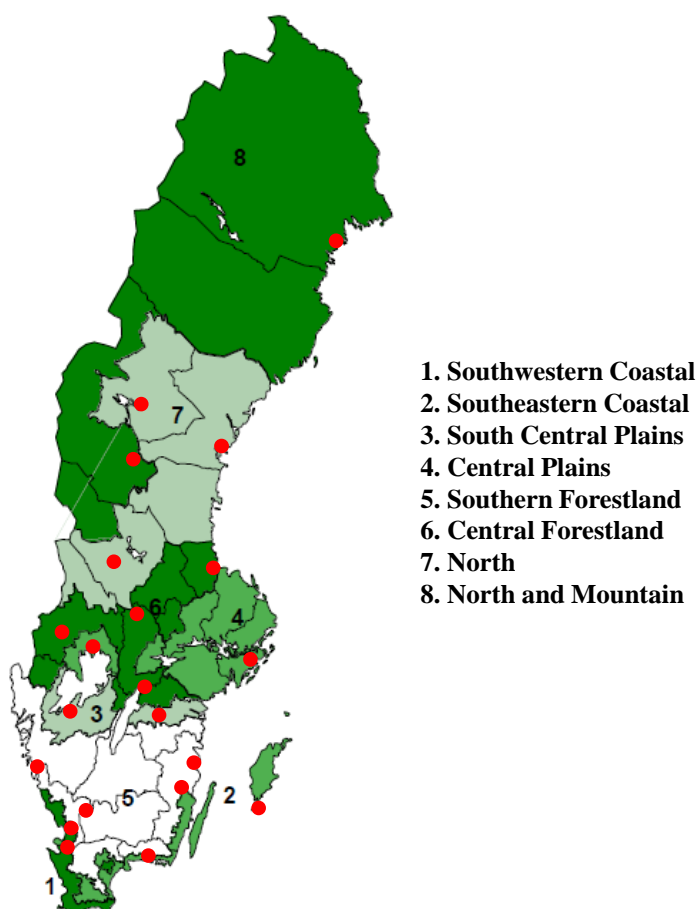 8
7
6
4
3
5
2
1
1. Southwestern Coastal
2. Southeastern Coastal
3. South Central Plains
4. Central Plains
5. Southern Forestland
6. Central Forestland
7. North
8. North and Mountain